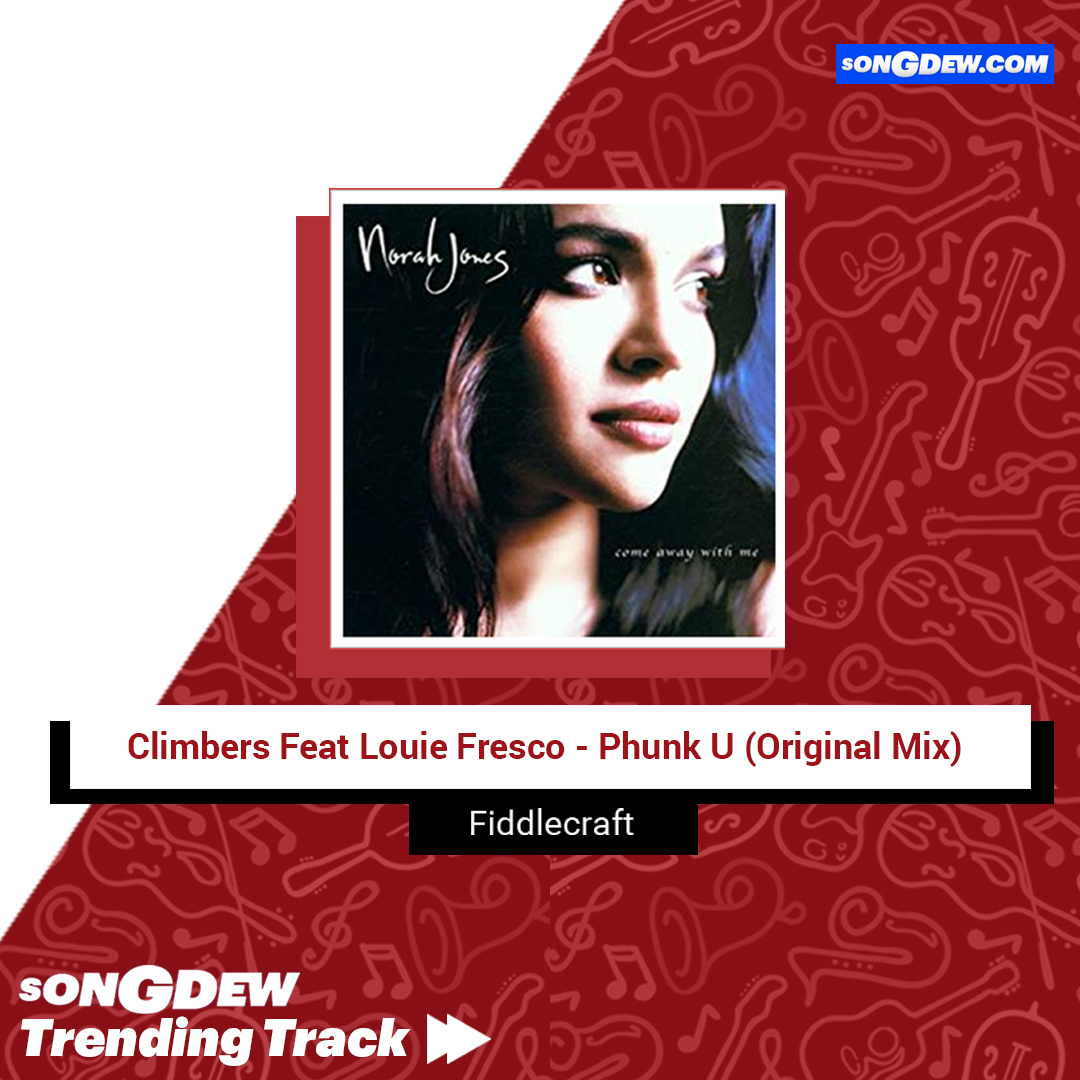 SONGDEW.COM
Norah Jones
come away with me
Climbers Feat Louie Fresco - Phunk U (Original Mix)
Fiddlecraft
SONGDEW
Trending Track